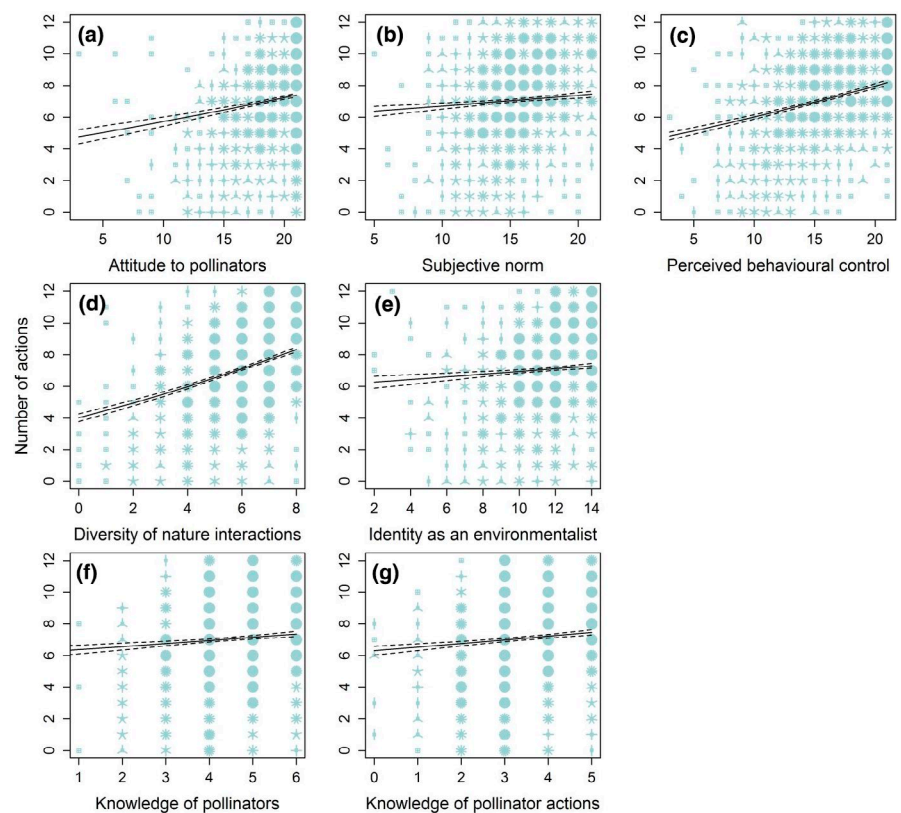 (a)
(b)
(c)
0 2 4 6 8 10 12
5 10 15 20
Attitude to pollinators
0 2 4 6 8 10 12
5 10 15 20
Subjective norm
0 2 4 6 8 10 12
5 10 15 20
Perceived behavioural control
Number of actions
(d)
(e)
0 2 4 6 8 10 12
0 2 4 6 8
Diversity of nature interactions
0 2 4 6 8 10 12
2 4 6 8 10 12 14
Identity as an environmentalist
(f)
(g)
0 2 4 6 8 10 12
1 2 3 4 5 6
Knowledge of pollinators
0 2 4 6 8 10 12
0 1 2 3 4 5
Knowledge of pollinator actions